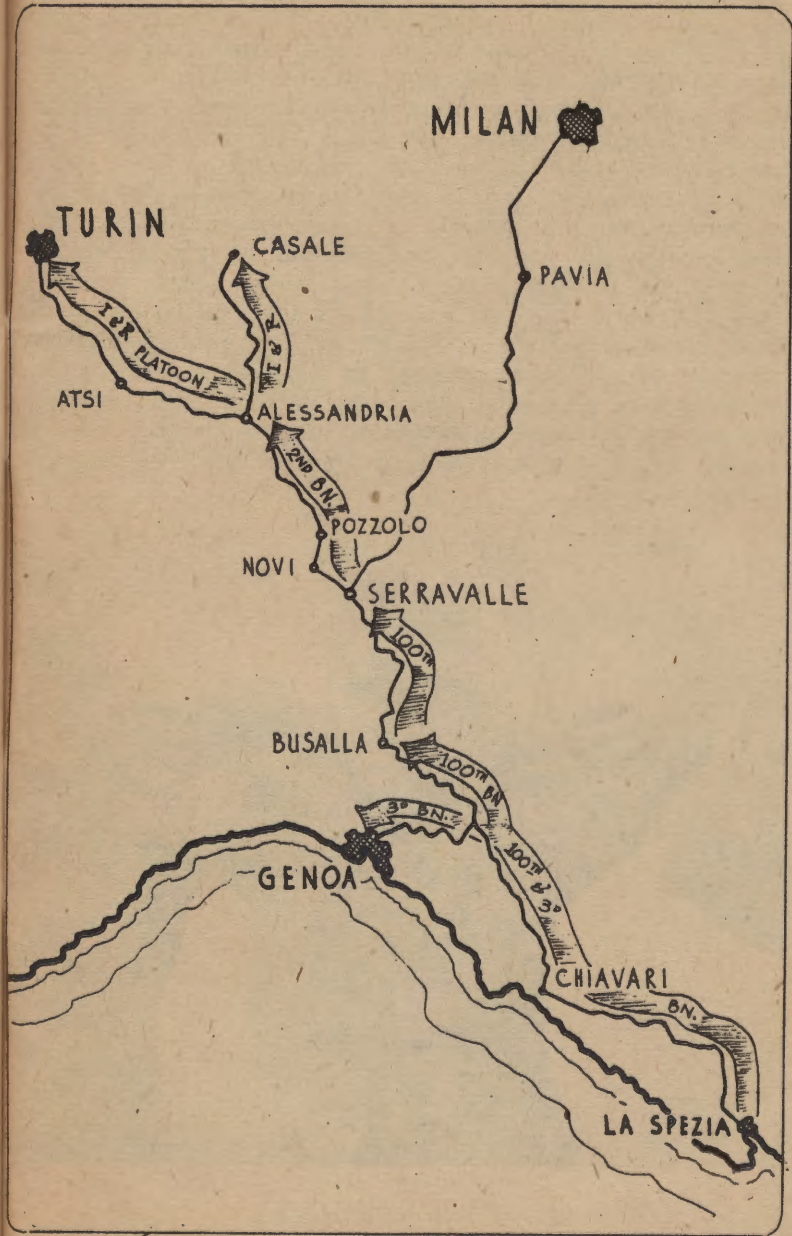 MILAN
TURIN
CASALE
PAVIA
I & R PLATOON
I & R
ATSI
ALESSANDRIA
2ND BN.
POZZOLO
NOVI
SERRAVALLE
100TH
BUSALLA
100TH BN
3D BN.
100TH & 3D
GENOA
CHIAVARI
BN.
LA SPEZIA